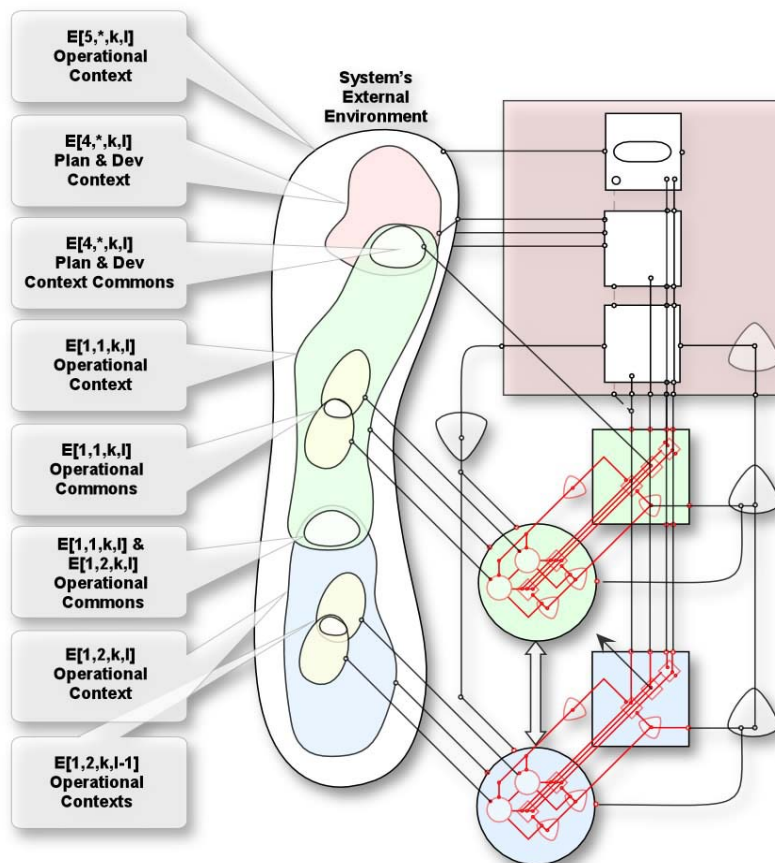 E[5,*,k,l]
Operational
Context
System's
External
Environment
E[4,*,k,l]
Plan & Dev
Context
E[4,*,k,l]
Plan & Dev
Context Commons
E[1,1,k,l]
Operational
Context
E[1,1,k,l]
Operational
Commons
E[1,1,k,l] &
E[1,2,k,l]
Operational
Commons
E[1,2,k,l]
Operational
Context
E[1,2,k,l-1]
Operational
Contexts